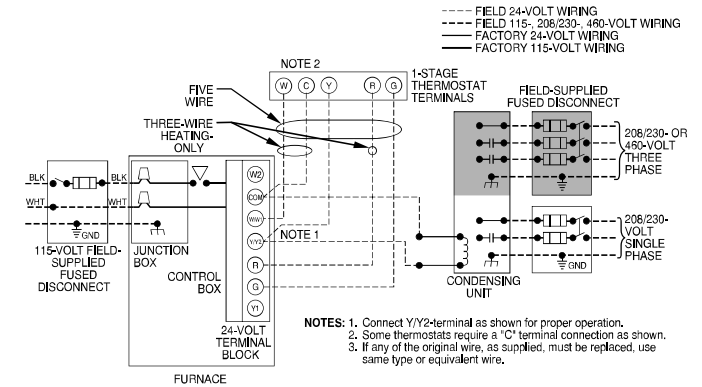 FIELD 24-VOLT WIRING
FIELD 115-, 208/230-, 460-VOLT WIRING
FACTORY 24-VOLT WIRING
FACTORY 115-VOLT WIRING
NOTE 2
W C Y R G
1-STAGE
THERMOSTAT
TERMINALS
FIVE
WIRE
THREE-WIRE
HEATING-
ONLY
FIELD-SUPPLIED
FUSED DISCONNECT
208/230- OR
460-VOLT
THREE
PHASE
BLK
BLK
WHT
WHT
GND
115-VOLT FIELD-
SUPPLIED
FUSED
DISCONNECT
JUNCTION
BOX
CONTROL
BOX
W2
COM
W/W1
Y/Y2
R
G
Y1
NOTE 1
24-VOLT
TERMINAL
BLOCK
FURNACE
208/230-
VOLT
SINGLE
PHASE
GND
CONDENSING
UNIT
NOTES: 1. Connect Y/Y2-terminal as shown for proper operation.
2. Some thermostats require a "C" terminal connection as shown.
3. If any of the original wire, as supplied, must be replaced, use
same type or equivalent wire.